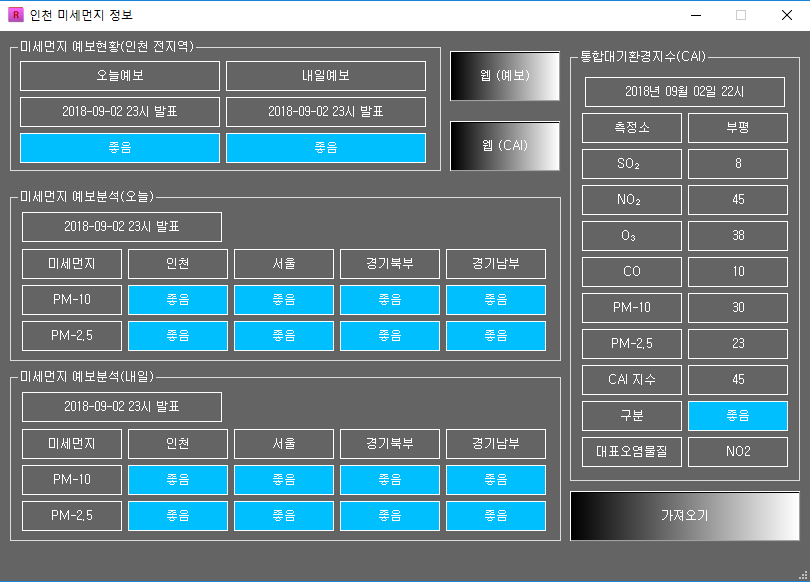 인천 미세먼지 정보
미세먼지 예보현황(인천 전지역)
오늘예보 내일예보
2018-09-02 23시 발표 2018-09-02 23시 발표
좋음 좋음
웹 (예보)
웹 (CAI)
미세먼지 예보분석(오늘)
2018-09-02 23시 발표
미세먼지 인천 서울 경기북부 경기남부
PM-10 좋음 좋음 좋음 좋음
PM-2.5 좋음 좋음 좋음 좋음
미세먼지 예보분석(내일)
2018-09-02 23시 발표
미세먼지 인천 서울 경기북부 경기남부
PM-10 좋음 좋음 좋음 좋음
PM-2.5 좋음 좋음 좋음 좋음
통합대기환경지수(CAI)
2018년 09월 02일 22시
측정소 부평
SO₂ 8
NO₂ 45
O₃ 38
CO 10
PM-10 30
PM-2.5 23
CAI 지수 45
구분 좋음
대표오염물질 NO2
가져오기